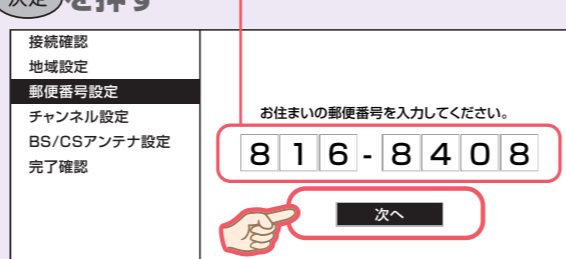 決定 を押す
接続確認
地域設定
郵便番号設定
チャンネル設定
BS/CSアンテナ設定
完了確認
お住まいの郵便番号を入力してください。
816-8408
次へ